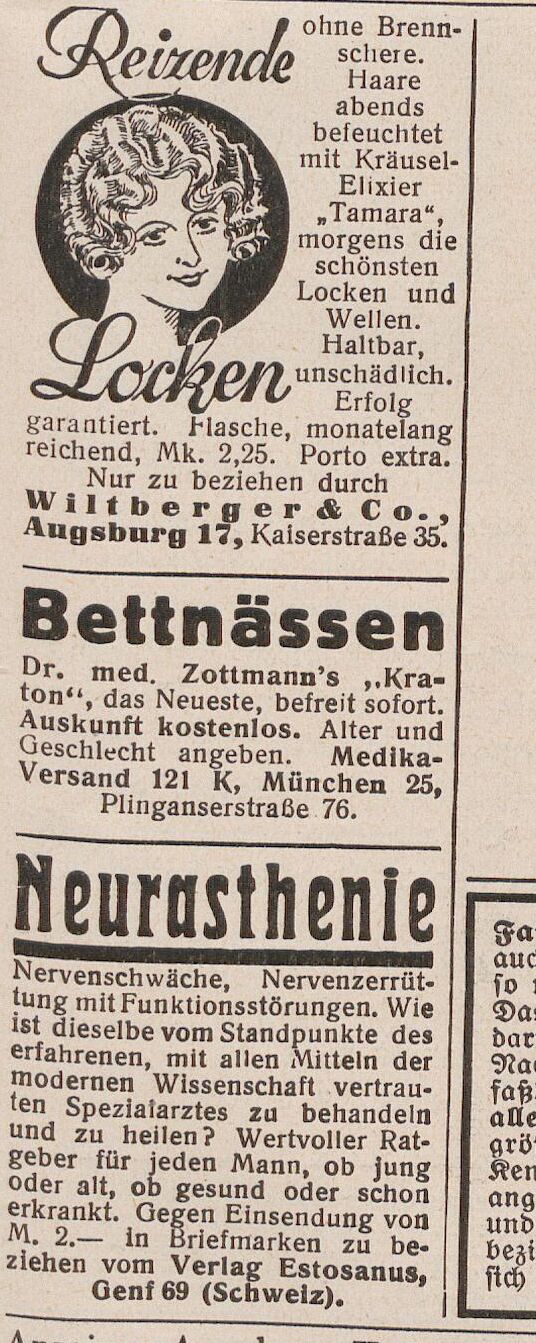 Reizende
Locken
ohne Brenn-
schere.
Haare
abends
befeuchtet
mit Kräusel-
Elixier
„Tamara“,
morgens die
schönsten
Locken und
Wellen.
Haltbar,
unschädlich.
Erfolg
garantiert. Flasche, monatelang
reichend, Mk. 2,25. Porto extra.
Nur zu beziehen durch
Wiltberger & Co.,
Augsburg 17, Kaiserstraße 35.
Bettnässen
Dr. med. Zottmann's „Kra-
ton“, das Neueste, befreit sofort.
Auskunft kostenlos. Alter und
Geschlecht angeben. Medika-
Versand 121 K, München 25,
Plinganserstraße 76.
Neurasthenie
Nervenschwäche, Nervenzerrüt-
tung mit Funktionsstörungen. Wie
ist dieselbe vom Standpunkte des
erfahrenen, mit allen Mitteln der
modernen Wissenschaft vertrau-
ten Spezialarztes zu behandeln
und zu heilen? Wertvoller Rat-
geber für jeden Mann, ob jung
oder alt, ob gesund oder schon
erkrankt. Gegen Einsendung von
M. 2.— in Briefmarken zu be-
ziehen vom Verlag Estosanus,
Genf 69 (Schweiz).
auch
so
Das
alle
und
sich